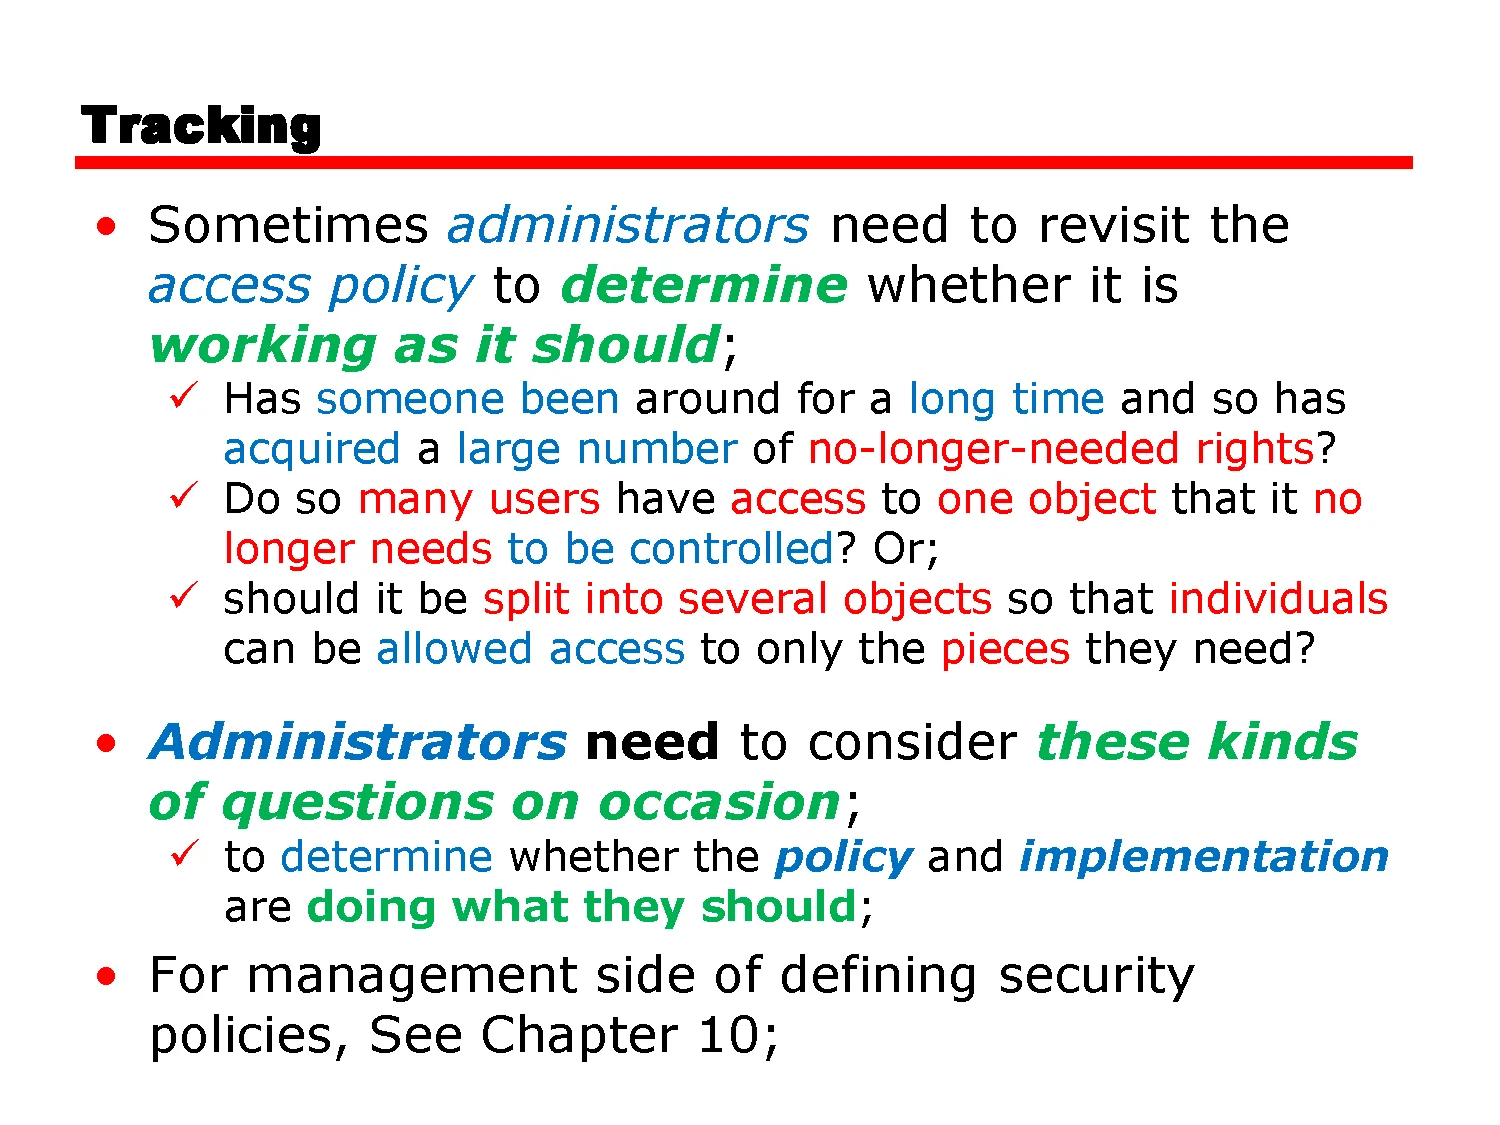 Tracking
• Sometimes administrators need to revisit the
access policy to determine whether it is
working as it should;
✓ Has someone been around for a long time and so has
acquired a large number of no-longer-needed rights?
✓ Do so many users have access to one object that it no
longer needs to be controlled? Or;
✓ should it be split into several objects so that individuals
can be allowed access to only the pieces they need?
• Administrators need to consider these kinds
of questions on occasion;
✓ to determine whether the policy and implementation
are doing what they should;
• For management side of defining security
policies, See Chapter 10;